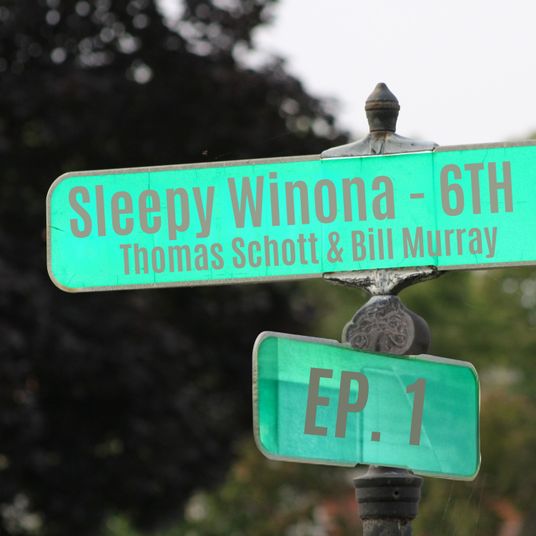 Sleepy Winona - 6TH
Thomas Schott & Bill Murray
EP. 1